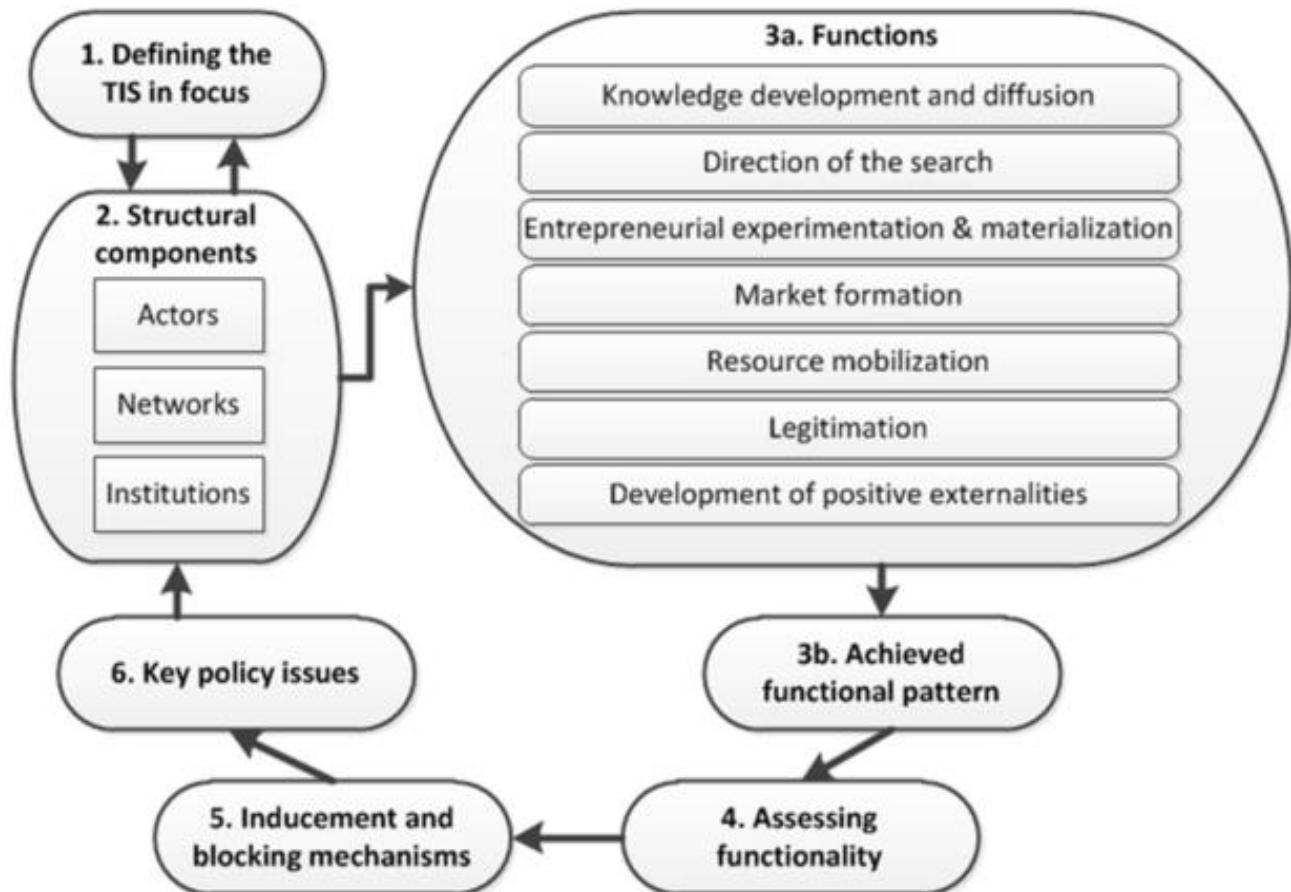 1. Defining the
TIS in focus
2. Structural
components
Actors
Networks
Institutions
3a. Functions
Knowledge development and diffusion
Direction of the search
Entrepreneurial experimentation & materialization
Market formation
Resource mobilization
Legitimation
Development of positive externalities
3b. Achieved
functional pattern
4. Assessing
functionality
5. Inducement and
blocking mechanisms
6. Key policy issues